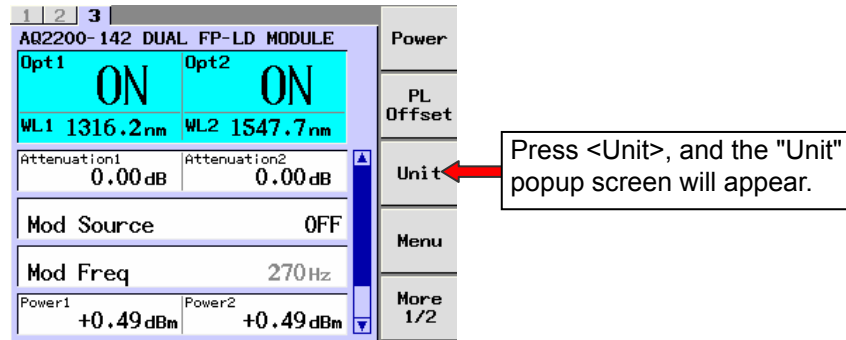 1 2 3
AQ2200-142 DUAL FP-LD MODULE
Opt1 ON Opt2 ON
WL1 1316.2nm WL2 1547.7nm
Attenuation1 Attenuation2
0.00dB 0.00dB
Mod Source OFF
Mod Freq 270Hz
Power1 Power2
+0.49dBm +0.49dBm
Power
PL
Offset
Unit
Menu
More
1/2
Press <Unit>, and the "Unit"
popup screen will appear.